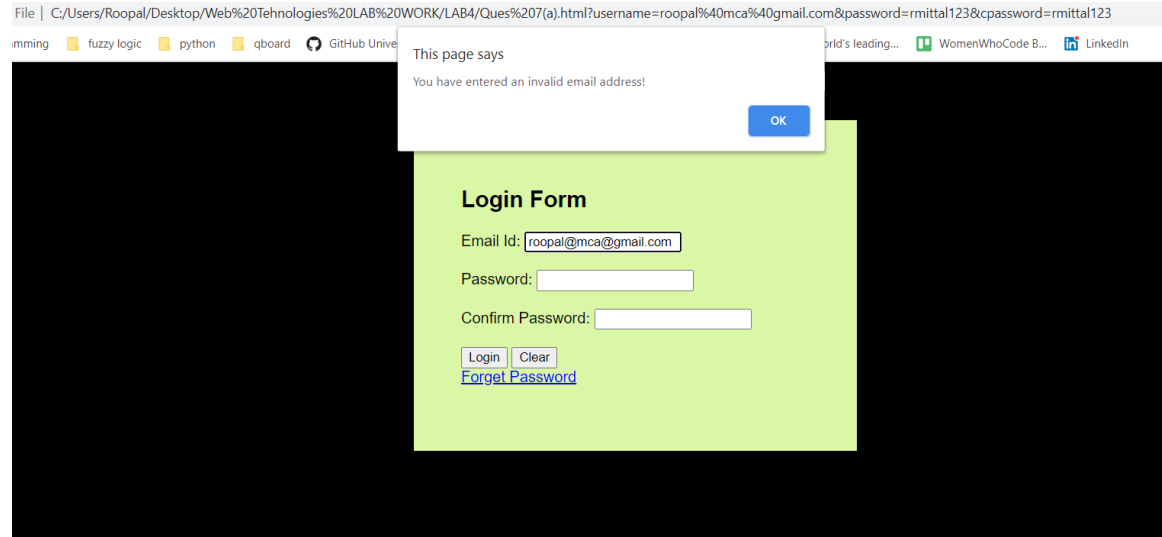 File | C:/Users/Roopal/Desktop/Web%20Tehnologies%20LAB%20WORK/LAB4/Ques%207(a).html?username=roopal%40mca%40gmail.com&password=rmittal123&cpassword=rmittal123
mming fuzzy logic python qboard GitHub Unive rld's leading... WomenWhoCode B... LinkedIn
This page says
You have entered an invalid email address!
OK
Login Form
Email Id: roopal@mca@gmail.com
Password:
Confirm Password:
Login Clear
Forget Password